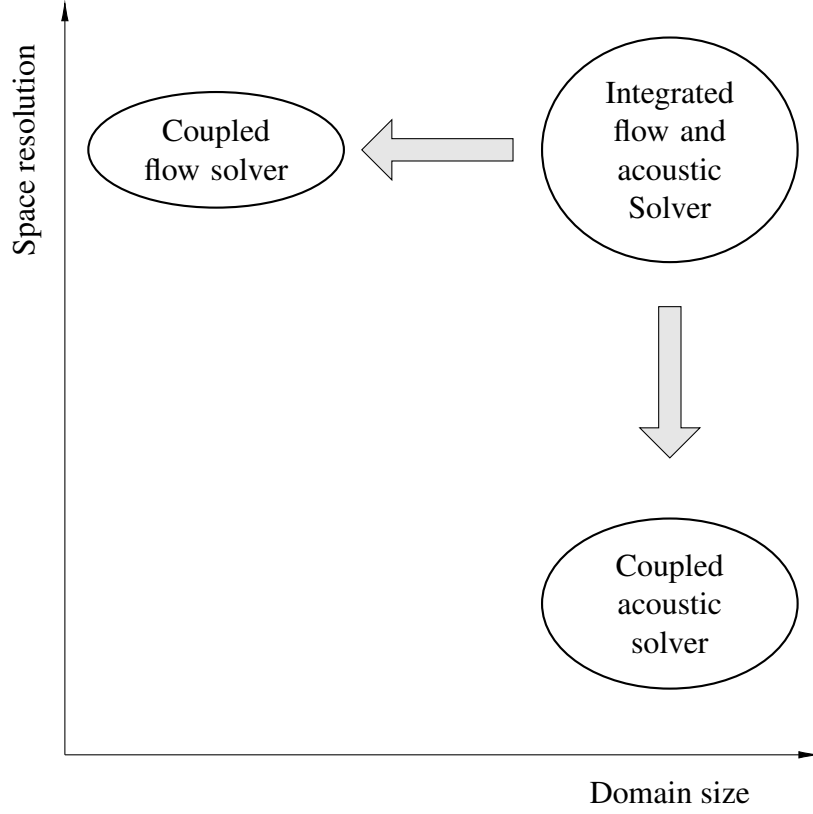 Space resolution
Coupled
flow solver
Integrated
flow and
acoustic
Solver
Coupled
acoustic
solver
Domain size